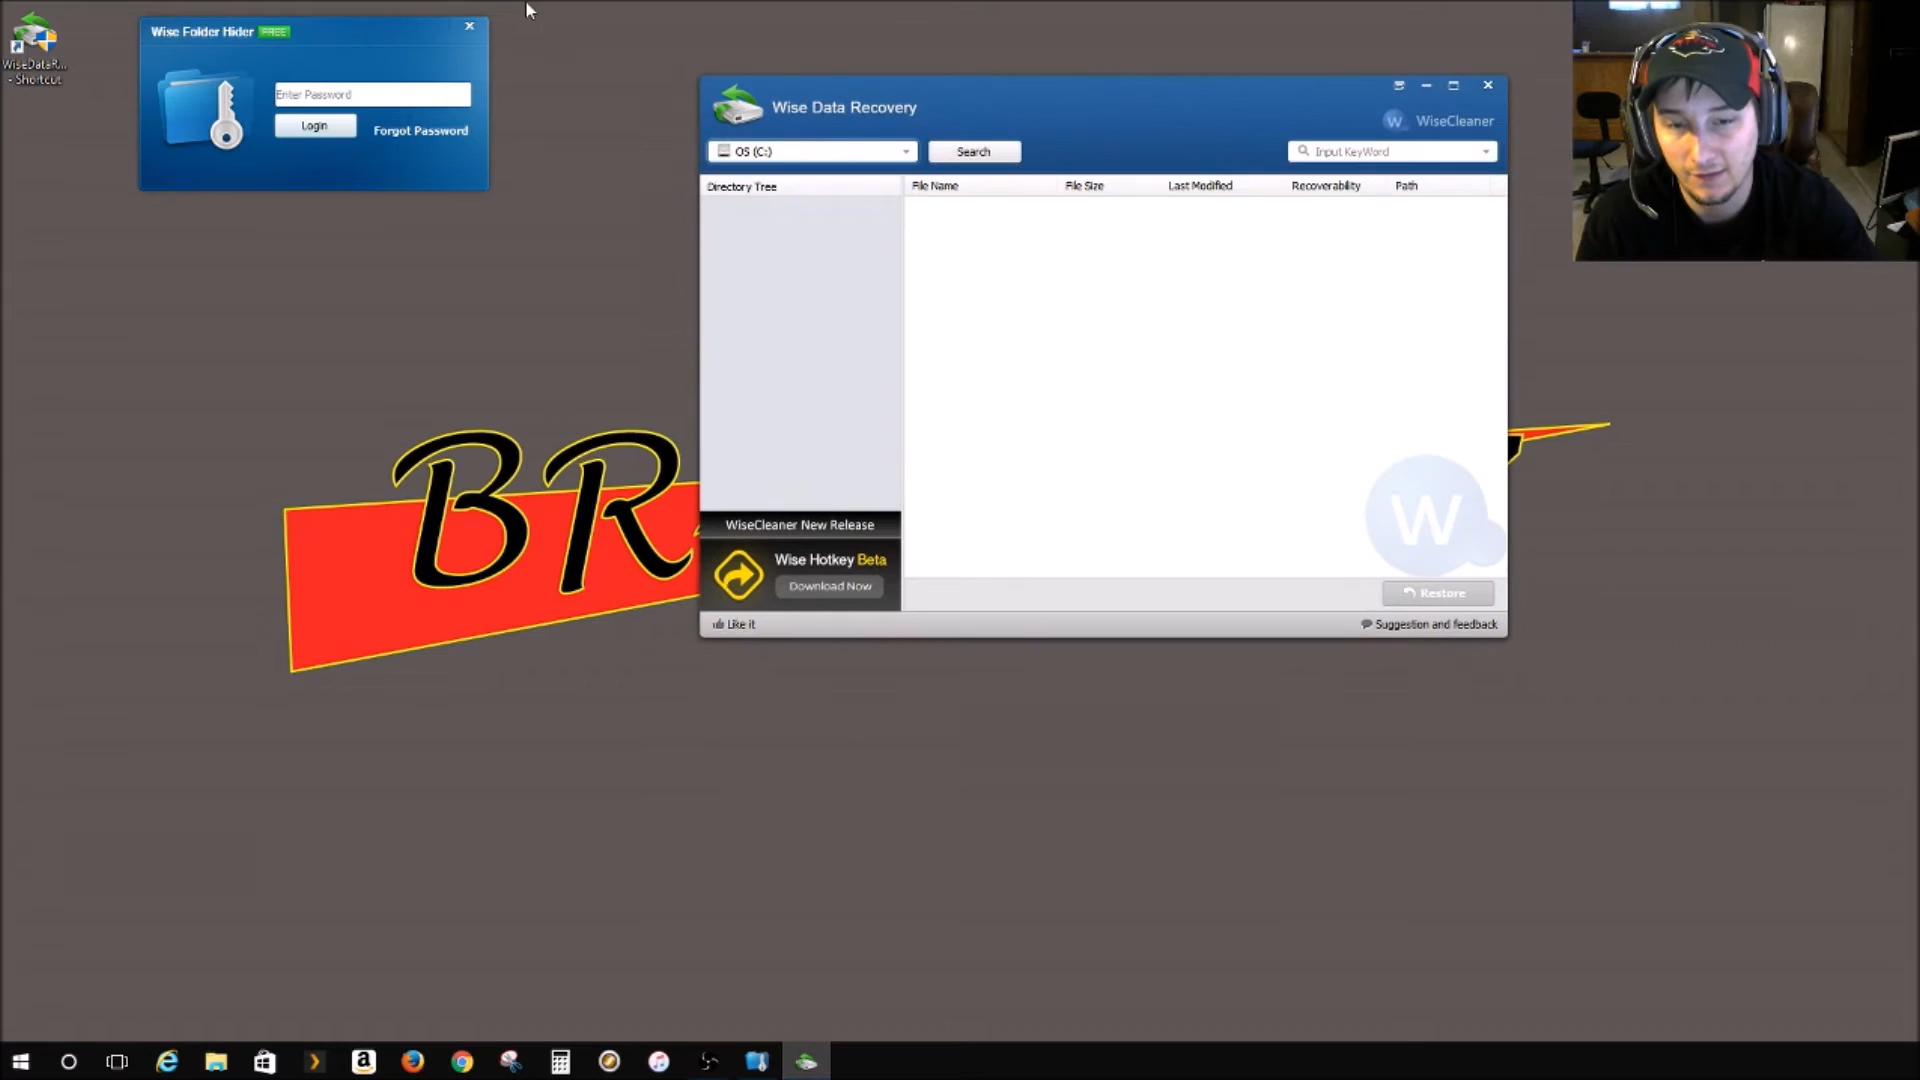 WiseDataR...
- Shortcut
Wise Folder Hider FREE
Enter Password
Login
Forgot Password
Wise Data Recovery
W WiseCleaner
OS (C:)
Search
Input KeyWord
Directory Tree
File Name
File Size
Last Modified
Recoverability
Path
BR
WiseCleaner New Release
Wise Hotkey Beta
Download Now
W
Restore
Like it
Suggestion and feedback